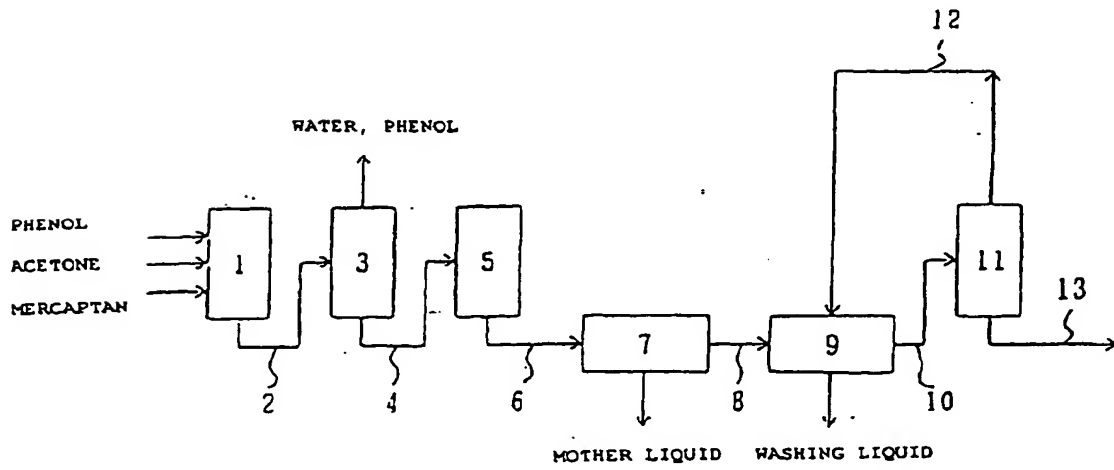 12
WATER, PHENOL
PHENOL
ACETONE
MERCAPTAN
1
3
5
11
13
7
9
2
4
6
8
10
MOTHER LIQUID
WASHING LIQUID